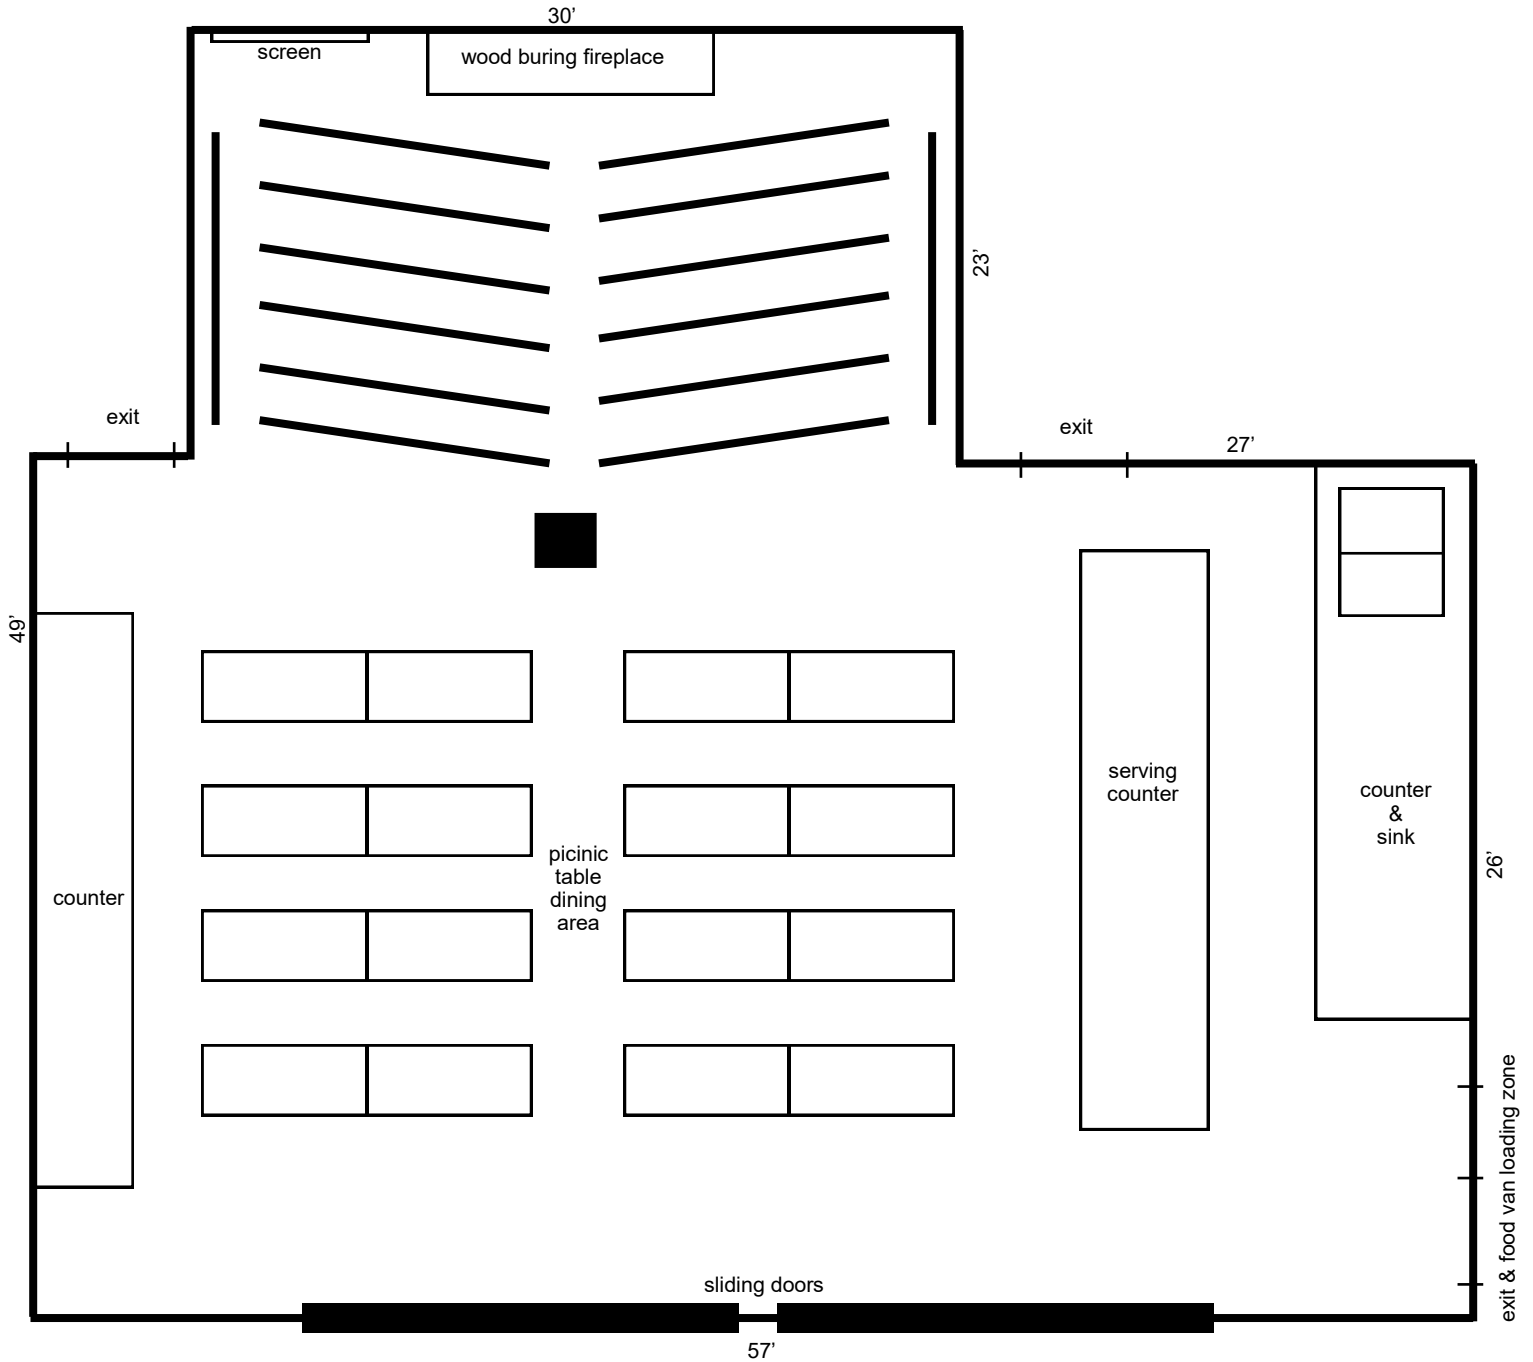 30’
screen
wood buring fireplace
23’
exit
exit
27’
49’
serving
counter
counter
&
sink
picinic
table
dining
area
26’
counter
exit & food van loading zone
sliding doors
57’